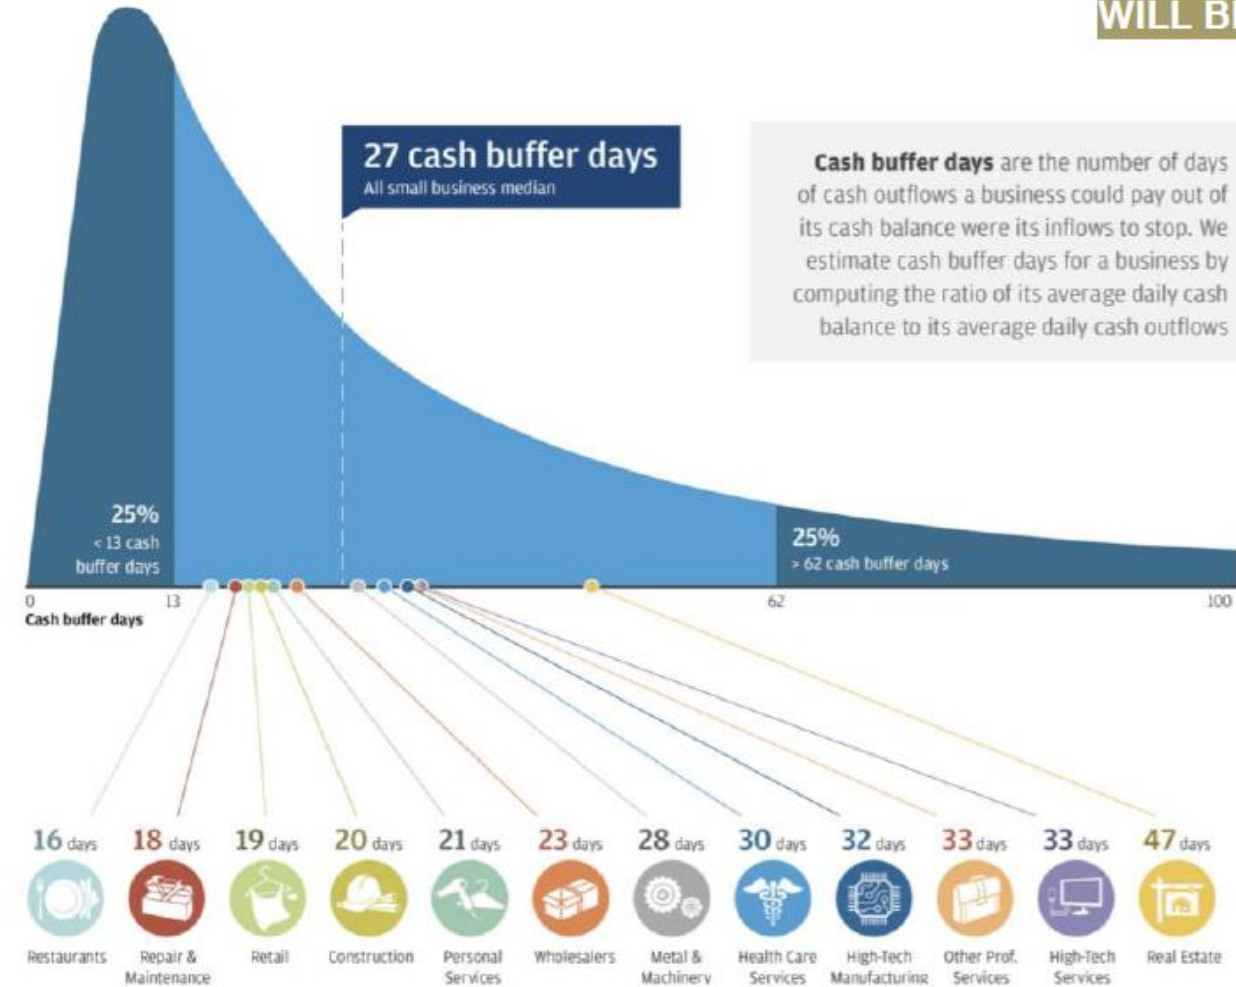 WILL BE
27 cash buffer days
All small business median
Cash buffer days are the number of days
of cash outflows a business could pay out of
its cash balance were its inflows to stop. We
estimate cash buffer days for a business by
computing the ratio of its average daily cash
balance to its average daily cash outflows
25%
< 13 cash
buffer days
25%
> 62 cash buffer days
0 13 62 100
Cash buffer days
16 days 18 days 19 days 20 days 21 days 23 days 28 days 30 days 32 days 33 days 33 days 47 days
Restaurants Repair & Retail Construction Personal Wholesalers Metal & Health Care High-Tech Other Prof. High-Tech Real Estate
Maintenance Services Machinery Services Manufacturing Services Services